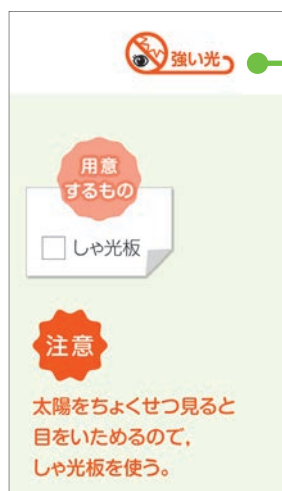 強い光
用意
するもの
しゃ光板
注意
太陽をちょくせつ見ると
目をいためるので，
しゃ光板を使う。